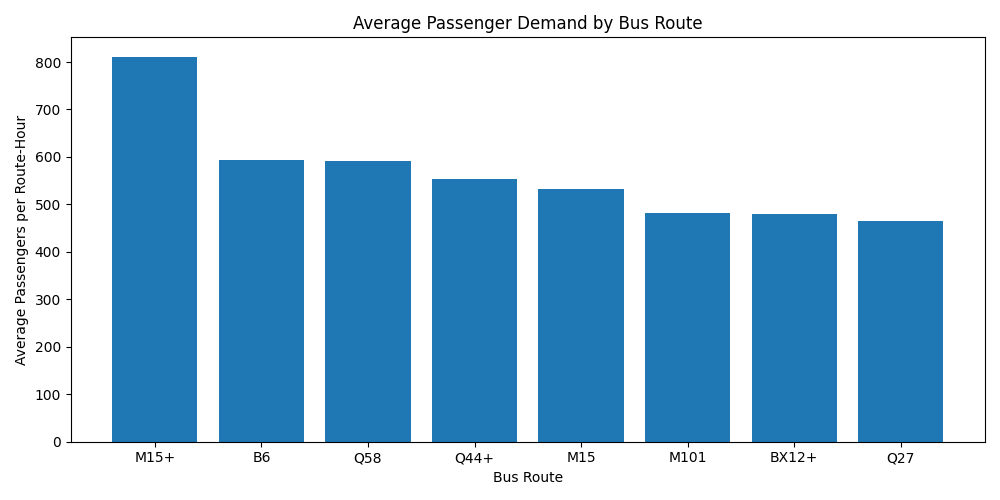 Average Passenger Demand by Bus Route
Average Passengers per Route-Hour
800
700
600
500
400
300
200
100
0
M15+ B6 Q58 Q44+ M15 M101 BX12+ Q27
Bus Route